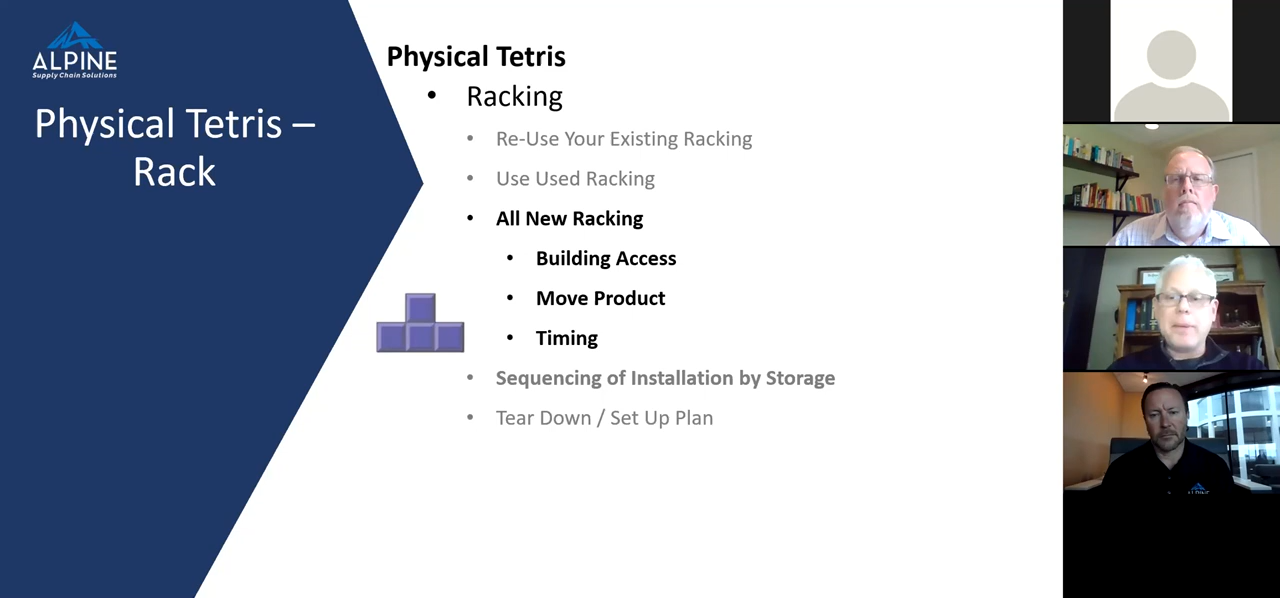 ALPINE
Supply Chain Solutions
Physical Tetris –
Rack
Physical Tetris
• Racking
• Re-Use Your Existing Racking
• Use Used Racking
• All New Racking
• Building Access
• Move Product
• Timing
• Sequencing of Installation by Storage
• Tear Down / Set Up Plan
ALPINE